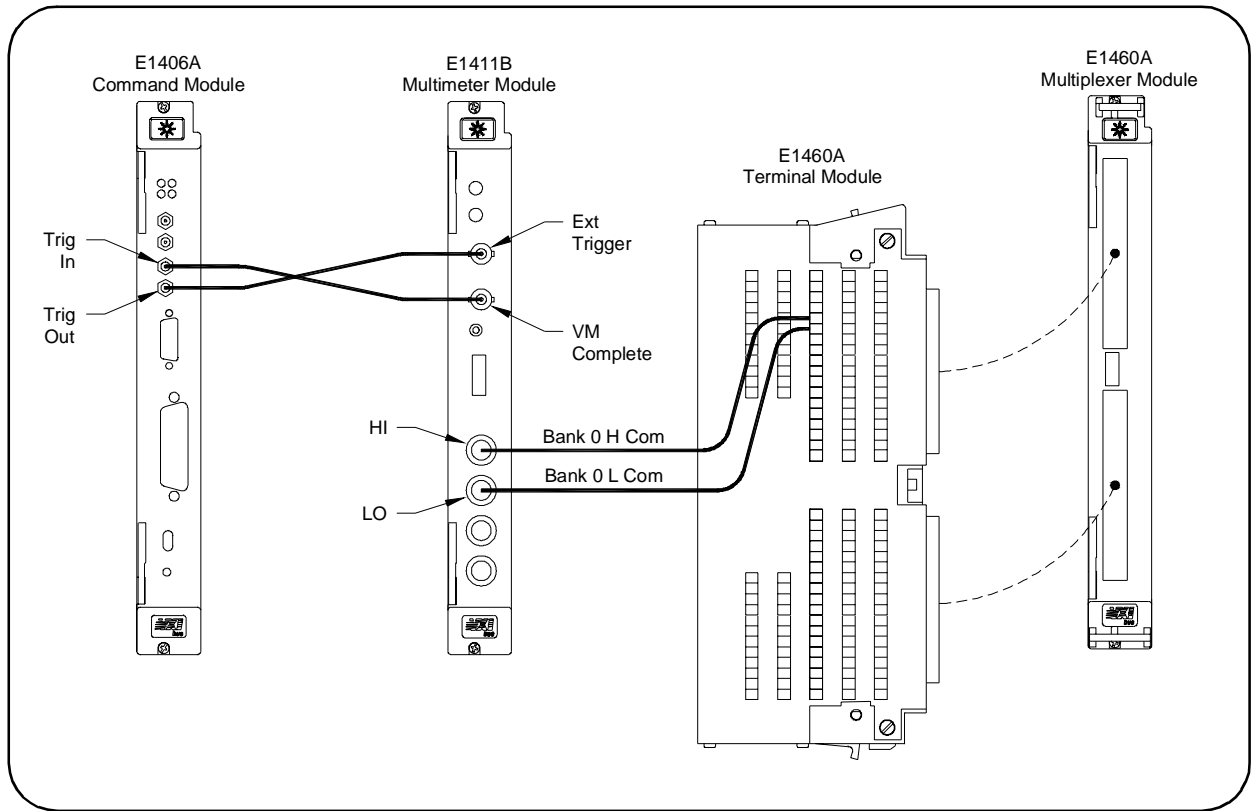 E1406A
Command Module
E1411B
Multimeter Module
E1460A
Terminal Module
E1460A
Multiplexer Module
Trig
In
Trig
Out
Ext
Trigger
VM
Complete
HI
LO
Bank 0 H Com
Bank 0 L Com